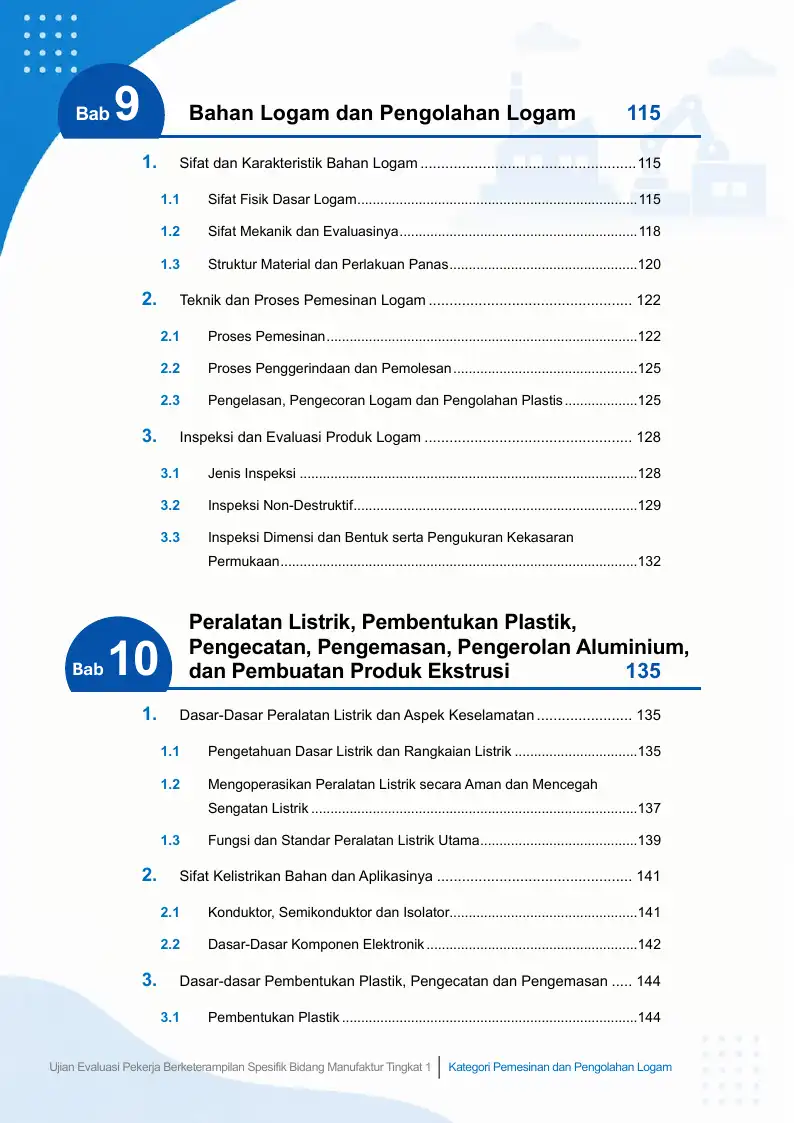 Bab 9 Bahan Logam dan Pengolahan Logam 115
1. Sifat dan Karakteristik Bahan Logam ................................................... 115
1.1 Sifat Fisik Dasar Logam........................................................................ 115
1.2 Sifat Mekanik dan Evaluasinya............................................................. 118
1.3 Struktur Material dan Perlakuan Panas................................................120
2. Teknik dan Proses Pemesinan Logam ................................................ 122
2.1 Proses Pemesinan................................................................................122
2.2 Proses Penggerindaan dan Pemolesan...............................................125
2.3 Pengelasan, Pengecoran Logam dan Pengolahan Plastis...................125
3. Inspeksi dan Evaluasi Produk Logam ................................................. 128
3.1 Jenis Inspeksi .......................................................................................128
3.2 Inspeksi Non-Destruktif.........................................................................129
3.3 Inspeksi Dimensi dan Bentuk serta Pengukuran Kekasaran
Permukaan............................................................................................132
Peralatan Listrik, Pembentukan Plastik,
Pengecatan, Pengemasan, Pengerolan Aluminium,
Bab 10 dan Pembuatan Produk Ekstrusi 135
1. Dasar-Dasar Peralatan Listrik dan Aspek Keselamatan ....................... 135
1.1 Pengetahuan Dasar Listrik dan Rangkaian Listrik ................................135
1.2 Mengoperasikan Peralatan Listrik secara Aman dan Mencegah
Sengatan Listrik ....................................................................................137
1.3 Fungsi dan Standar Peralatan Listrik Utama.........................................139
2. Sifat Kelistrikan Bahan dan Aplikasinya ............................................... 141
2.1 Konduktor, Semikonduktor dan Isolator.................................................141
2.2 Dasar-Dasar Komponen Elektronik.......................................................142
3. Dasar-dasar Pembentukan Plastik, Pengecatan dan Pengemasan ..... 144
3.1 Pembentukan Plastik ............................................................................144
Ujian Evaluasi Pekerja Berketerampilan Spesifik Bidang Manufaktur Tingkat 1 | Kategori Pemesinan dan Pengolahan Logam